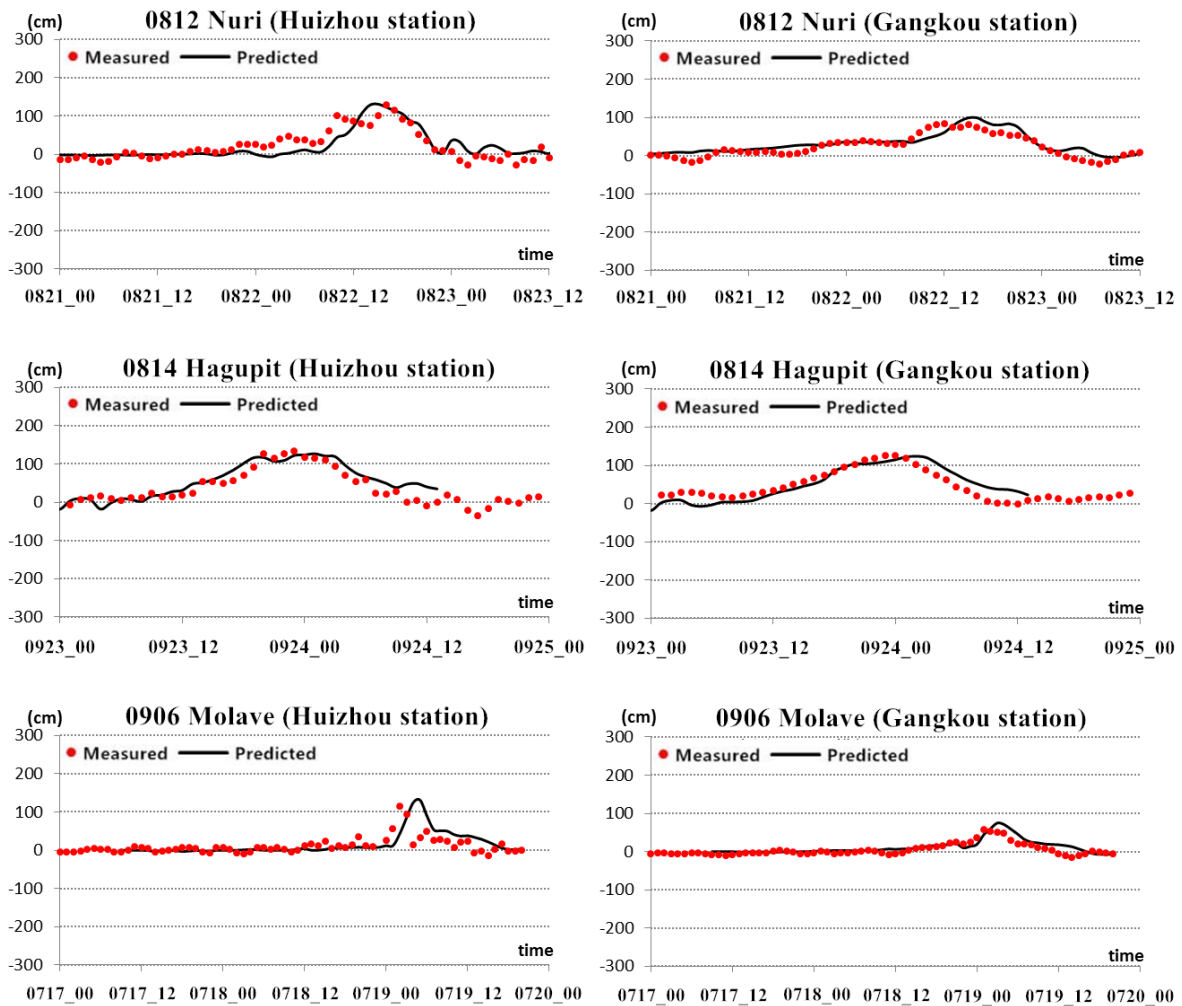 (cm) 0812 Nuri (Huizhou station)
300
Measured Predicted
200
100
0
-100
-200
time
-300
0821_00 0821_12 0822_00 0822_12 0823_00 0823_12
(cm) 0812 Nuri (Gangkou station)
300
Measured Predicted
200
100
0
-100
-200
time
-300
0821_00 0821_12 0822_00 0822_12 0823_00 0823_12
(cm) 0814 Hagupit (Huizhou station)
300
Measured Predicted
200
100
0
-100
-200
time
-300
0923_00 0923_12 0924_00 0924_12 0925_00
(cm) 0814 Hagupit (Gangkou station)
300
Measured Predicted
200
100
0
-100
-200
time
-300
0923_00 0923_12 0924_00 0924_12 0925_00
(cm) 0906 Molave (Huizhou station)
300
Measured Predicted
200
100
0
-100
-200
time
-300
0717_00 0717_12 0718_00 0718_12 0719_00 0719_12 0720_00
(cm) 0906 Molave (Gangkou station)
300
Measured Predicted
200
100
0
-100
-200
time
-300
0717_00 0717_12 0718_00 0718_12 0719_00 0719_12 0720_00